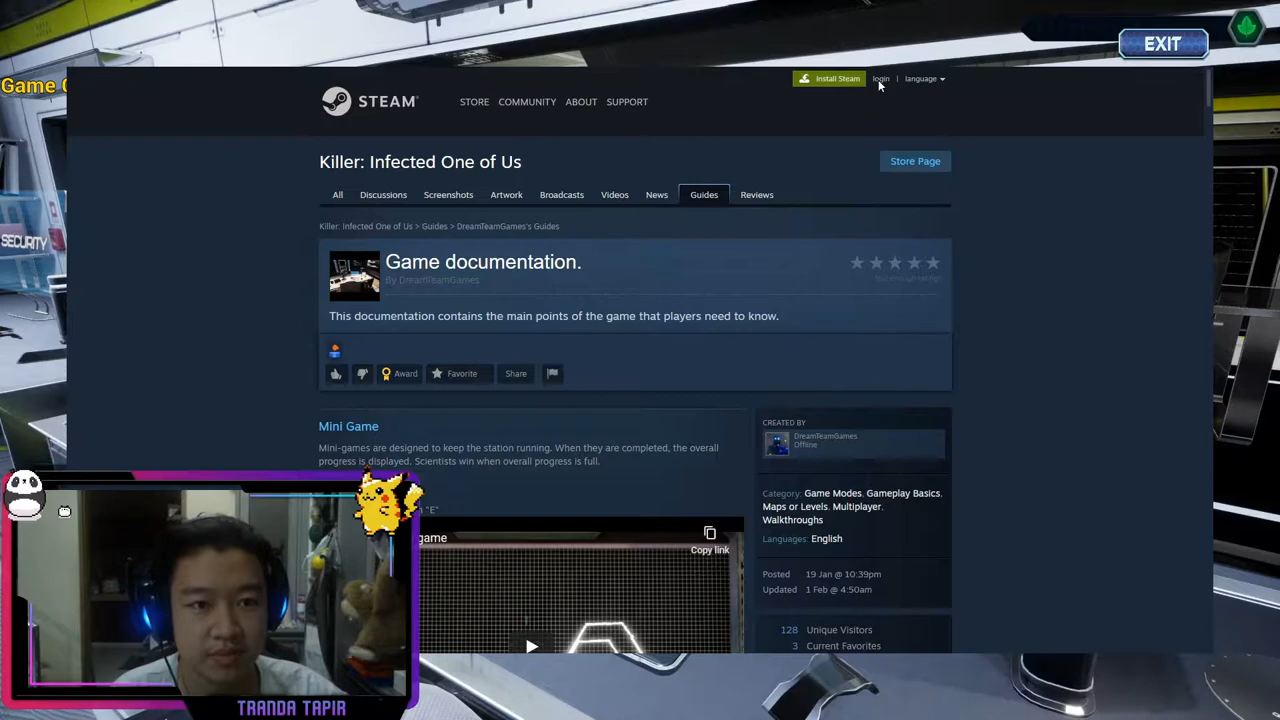 EXIT
Game
Install Steam
login | language
STEAM
STORE COMMUNITY ABOUT SUPPORT
Killer: Infected One of Us
Store Page
All Discussions Screenshots Artwork Broadcasts Videos News Guides Reviews
SECURITY
Killer: Infected One of Us > Guides > DreamTeamGames's Guides
Game documentation.
By DreamTeamGames
This documentation contains the main points of the game that players need to know.
Award Favorite Share
Mini Game
Mini-games are designed to keep the station running. When they are completed, the overall
progress is displayed. Scientists win when overall progress is full.
"E"
game
Copy link
CREATED BY
DreamTeamGames
Offline
Category: Game Modes, Gameplay Basics,
Maps or Levels, Multiplayer,
Walkthroughs
Languages: English
Posted 19 Jan @ 10:39pm
Updated 1 Feb @ 4:50am
128 Unique Visitors
3 Current Favorites
TRANDA TAPIR